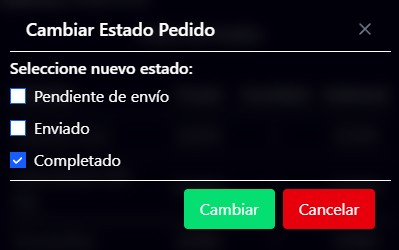 Cambiar Estado Pedido
Seleccione nuevo estado:
Pendiente de envío
Enviado
Completado
Cambiar Cancelar